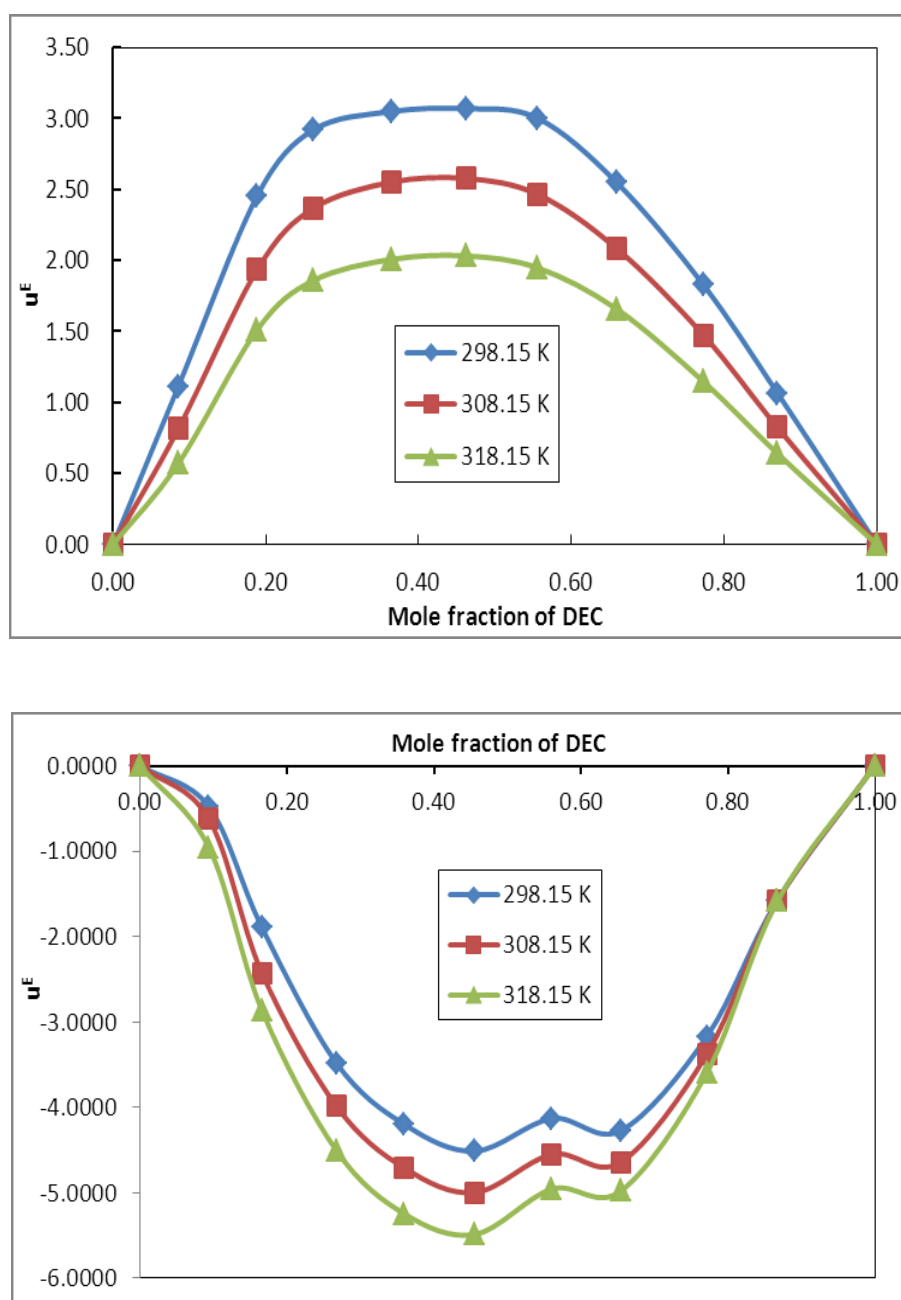 3.50
3.00
2.50
2.00
1.50
1.00
0.50
0.00
uᴱ
298.15 K
308.15 K
318.15 K
0.00 0.20 0.40 0.60 0.80 1.00
Mole fraction of DEC
Mole fraction of DEC
0.0000
0.00 0.20 0.40 0.60 0.80 1.00
-1.0000
-2.0000
-3.0000
-4.0000
-5.0000
-6.0000
uᴱ
298.15 K
308.15 K
318.15 K